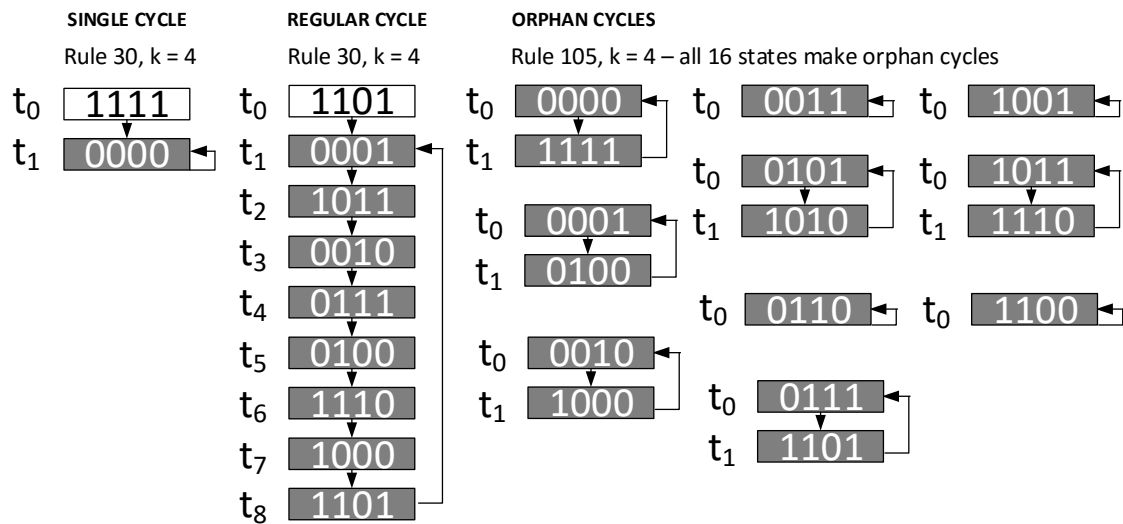 SINGLE CYCLE
Rule 30, k = 4
t0 1111
t1 0000
REGULAR CYCLE
Rule 30, k = 4
t0 1101
t1 0001
t2 1011
t3 0010
t4 0111
t5 0100
t6 1110
t7 1000
t8 1101
ORPHAN CYCLES
Rule 105, k = 4 – all 16 states make orphan cycles
t0 0000
t1 1111
t0 0001
t1 0100
t0 0010
t1 1000
t0 0011
t0 0101
t1 1010
t0 0110
t0 0111
t1 1101
t0 1001
t0 1011
t1 1110
t0 1100